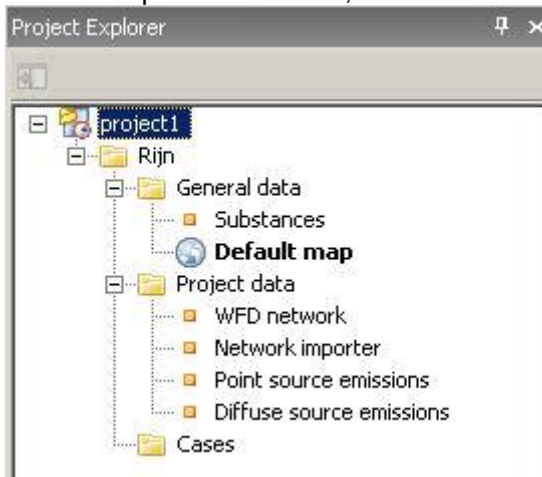 Project Explorer
project1
Rijn
General data
Substances
Default map
Project data
WFD network
Network importer
Point source emissions
Diffuse source emissions
Cases